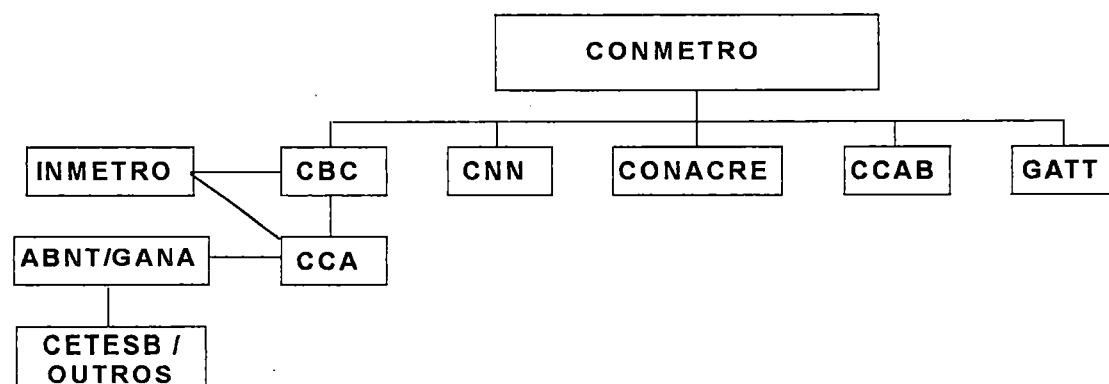 CONMETRO
INMETRO
CBC
CNN
CONACRE
CCAB
GATT
ABNT/GANA
CCA
CETESB /
OUTROS